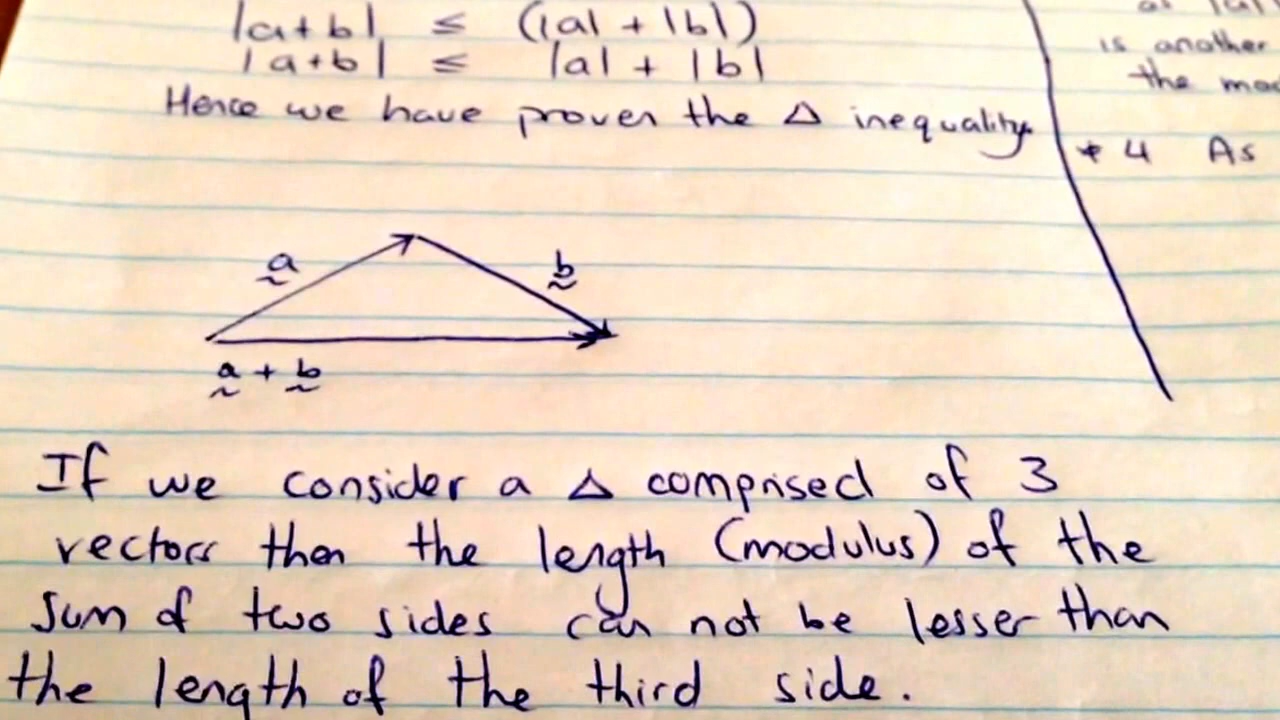 |a+b| ≤ (|a| + |b|)
|a+b| ≤ |a| + |b|
Hence we have proven the △ inequality.
a
b
a + b
If we consider a △ comprised of 3
vectors then the length (modulus) of the
sum of two sides can not be lesser than
the length of the third side.
is another
the
* 4 As